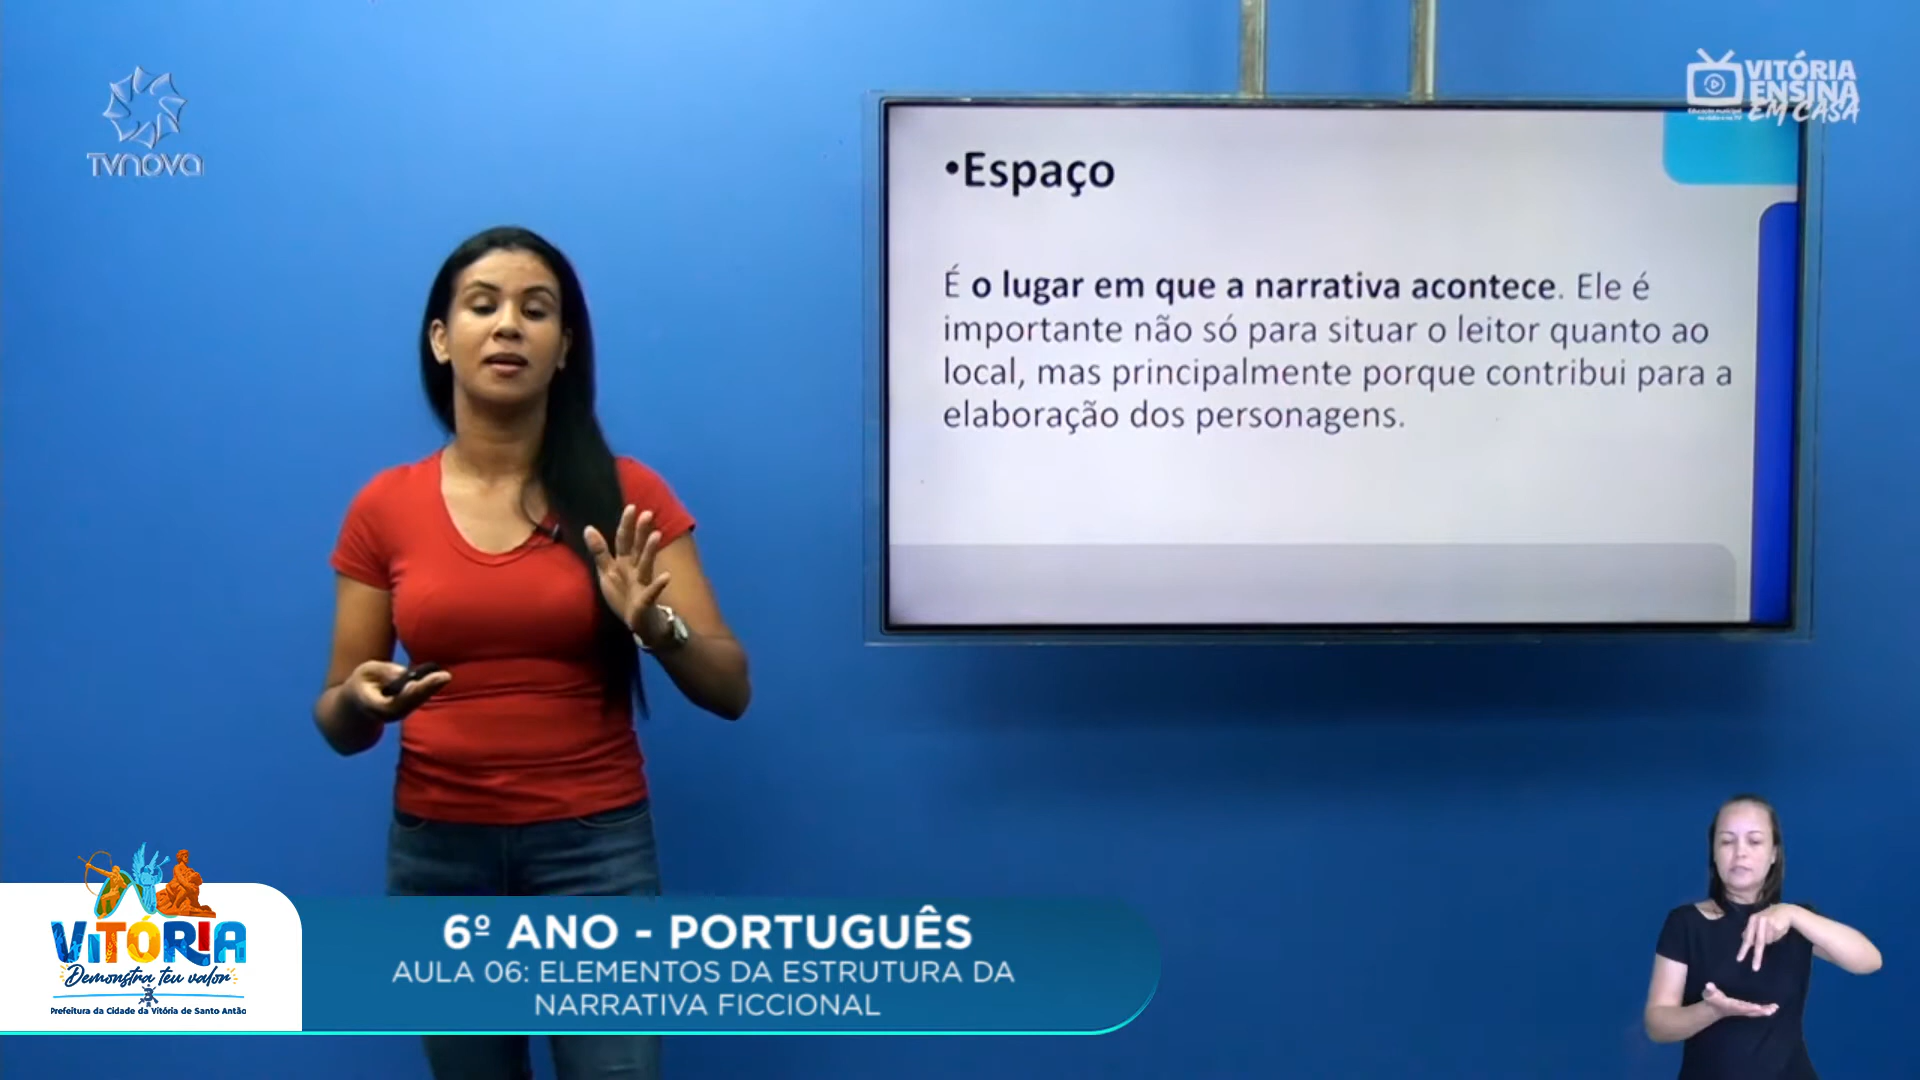 TVNOVA
VITÓRIA
ENSINA
EM CASA
•Espaço
É o lugar em que a narrativa acontece. Ele é
importante não só para situar o leitor quanto ao
local, mas principalmente porque contribui para a
elaboração dos personagens.
VITÓRIA
Demonstra teu valor
Prefeitura da Cidade da Vitória de Santo Antão
6º ANO - PORTUGUÊS
AULA 06: ELEMENTOS DA ESTRUTURA DA
NARRATIVA FICCIONAL